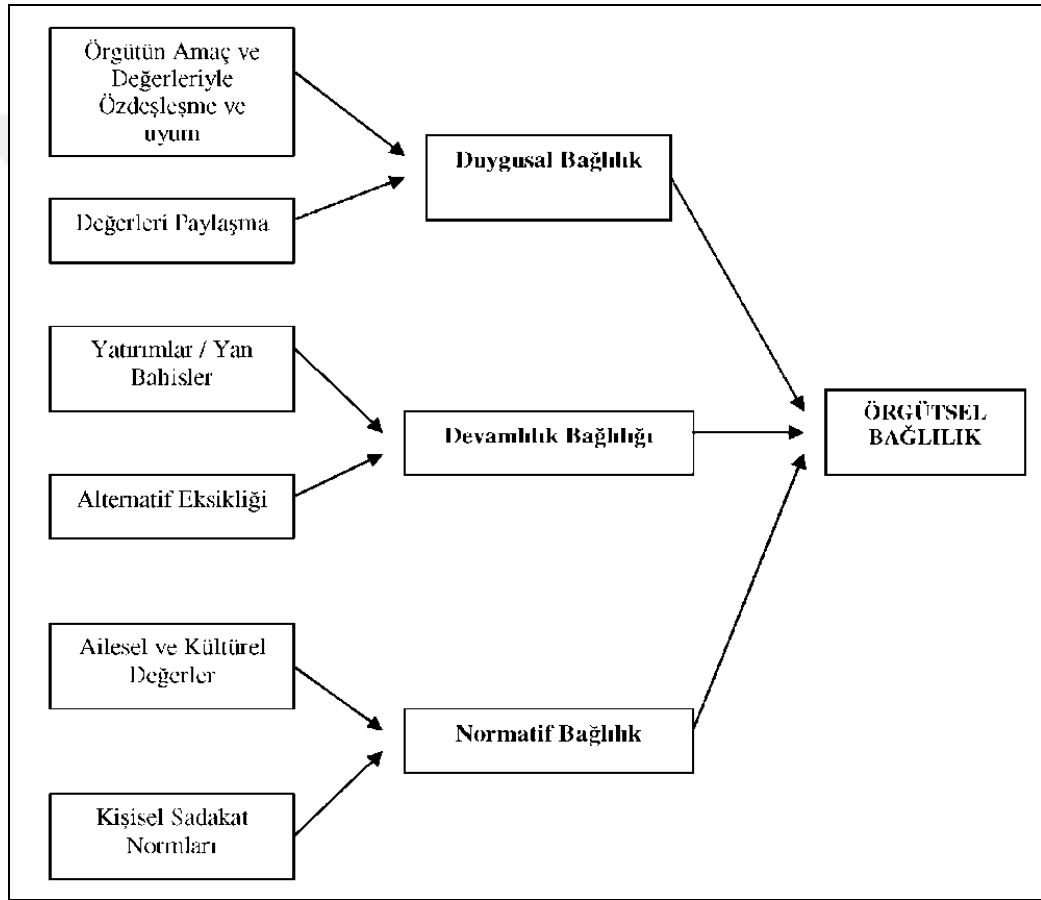 Örgütün Amaç ve
Değerleriyle
Özdeşleşme ve
uyum
Değerleri Paylaşma
Duygusal Bağlılık
Yatırımlar / Yan
Bahisler
Alternatif Eksikliği
Devamlılık Bağlılığı
ÖRGÜTSEL
BAĞLILIK
Ailesel ve Kültürel
Değerler
Kişisel Sadakat
Normları
Normatif Bağlılık